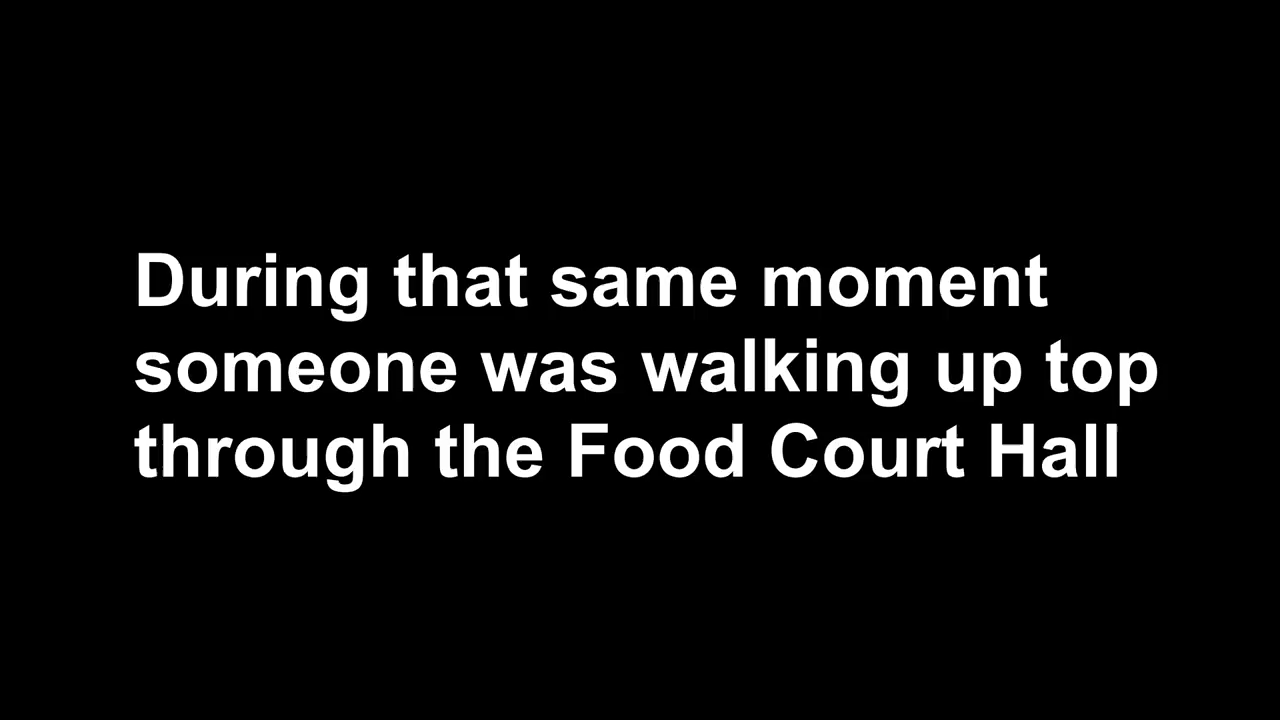 During that same moment
someone was walking up top
through the Food Court Hall